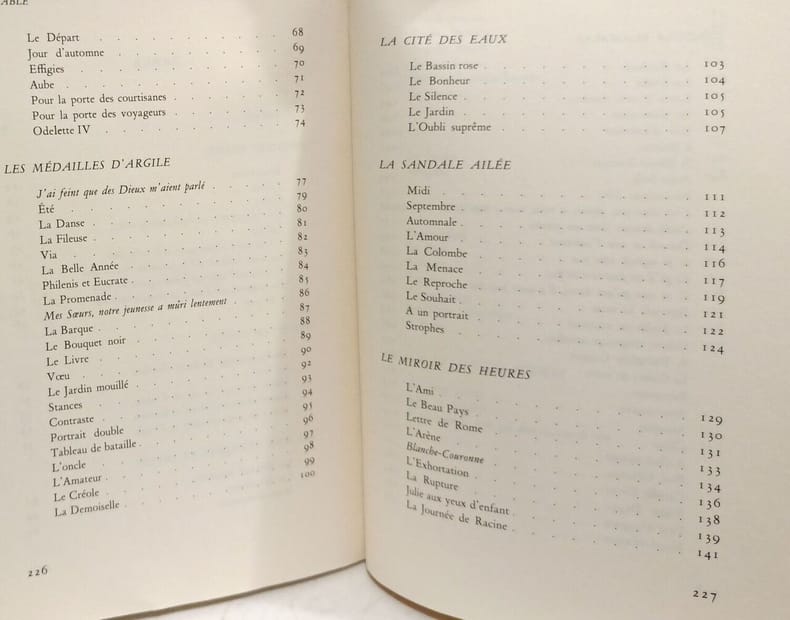 ABLE
Le Départ . . . . . . . . . . 68
Jour d'automne . . . . . . . . . . 69
Effigies . . . . . . . . . . 70
Aube . . . . . . . . . . 71
Pour la porte des courtisanes . . . . . . . 72
Pour la porte des voyageurs . . . . . . . 73
Odelette IV . . . . . . . . . . 74
LES MÉDAILLES D'ARGILE
J'ai feint que des Dieux m'aient parlé . . . . . 77
Été . . . . . . . . . . 79
La Danse . . . . . . . . . . 80
La Fileuse . . . . . . . . . . 81
Via . . . . . . . . . . 82
La Belle Année . . . . . . . . . . 83
Philenis et Eucrate . . . . . . . . . . 84
La Promenade . . . . . . . . . . 85
Mes Sœurs, notre jeunesse a mûri lentement . . . . 86
La Barque . . . . . . . . . . 87
Le Bouquet noir . . . . . . . . . . 88
Le Livre . . . . . . . . . . 89
Vœu . . . . . . . . . . 90
Le Jardin mouillé . . . . . . . . . . 92
Stances . . . . . . . . . . 93
Contraste . . . . . . . . . . 94
Portrait double . . . . . . . . . . 95
Tableau de bataille . . . . . . . . . . 96
L'oncle . . . . . . . . . . 97
L'Amateur . . . . . . . . . . 98
Le Créole . . . . . . . . . . 99
La Demoiselle . . . . . . . . . . 100
226
LA CITÉ DES EAUX
Le Bassin rose . . . . . . . . . . 103
Le Bonheur . . . . . . . . . . 104
Le Silence . . . . . . . . . . 105
Le Jardin . . . . . . . . . . 105
L'Oubli suprême . . . . . . . . . . 107
LA SANDALE AILÉE
Midi . . . . . . . . . . 111
Septembre . . . . . . . . . . 112
Automnale . . . . . . . . . . 113
L'Amour . . . . . . . . . . 114
La Colombe . . . . . . . . . . 116
La Menace . . . . . . . . . . 117
Le Reproche . . . . . . . . . . 119
Le Souhait . . . . . . . . . . 121
A un portrait . . . . . . . . . . 122
Strophes . . . . . . . . . . 124
LE MIROIR DES HEURES
L'Ami . . . . . . . . . . 129
Le Beau Pays . . . . . . . . . . 130
Lettre de Rome . . . . . . . . . . 131
L'Arène . . . . . . . . . . 133
Blanche-Couronne . . . . . . . . . . 134
L'Exhortation . . . . . . . . . . 136
La Rupture . . . . . . . . . . 138
Julie aux yeux d'enfant . . . . . . . . . 139
La Journée de Racine . . . . . . . . . 141
227